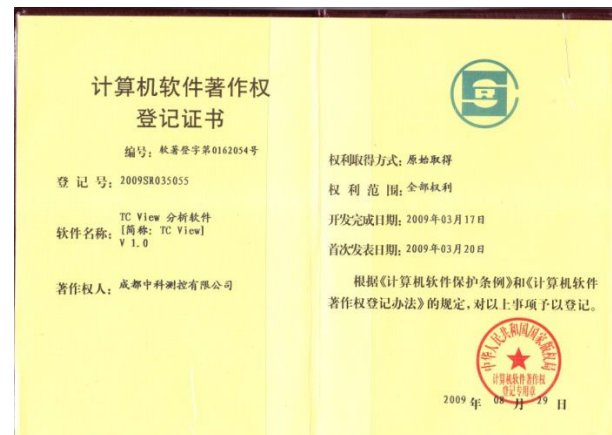 计算机软件著作权
登记证书
编号：软著登字第0162054号
登 记 号：2009SR035055
软件名称：
TC View 分析软件
[简称：TC View]
V 1.0
著作权人：成都中科测控有限公司
权利取得方式：原始取得
权 利 范 围：全部权利
开发完成日期：2009年03月17日
首次发表日期：2009年03月20日
根据《计算机软件保护条例》和《计算机软件
著作权登记办法》的规定，对以上事项予以登记。
中华人民共和国国家版权局
计算机软件著作权
登记专用章
2009 年 08 月 29 日